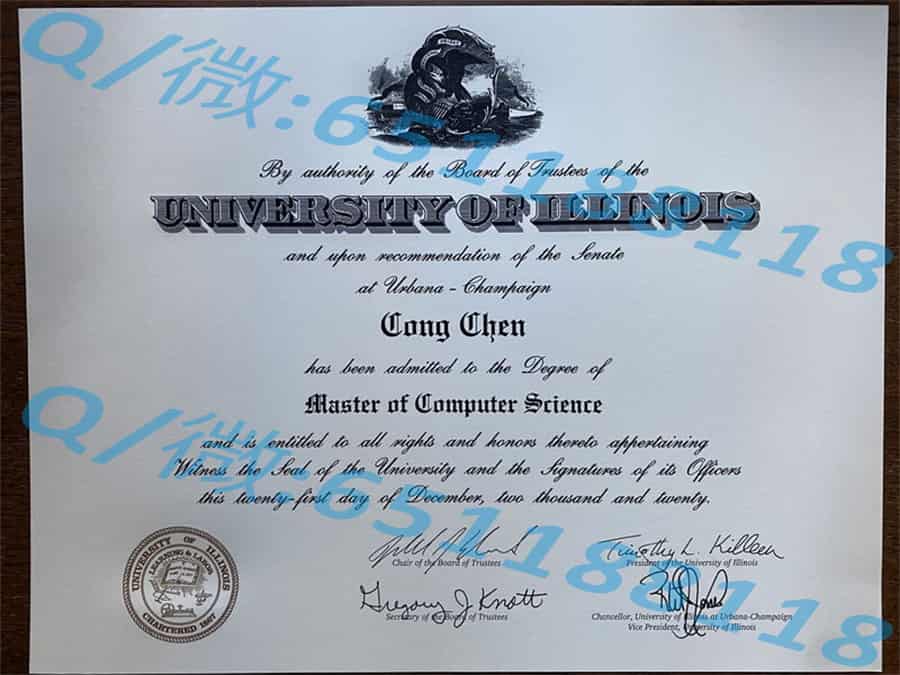 By authority of the Board of Trustees of the
UNIVERSITY OF ILLINOIS
and upon recommendation of the Senate
at Urbana - Champaign
Cong Chen
has been admitted to the Degree of
Master of Computer Science
and is entitled to all rights and honors thereto appertaining
Witness the Seal of the University and the Signatures of its Officers
this twenty-first day of December, two thousand and twenty.
Timothy L. Killeen
Chair of the Board of Trustees
President of the University of Illinois
Gregory J Knott
Secretary of the Board of Trustees
Chancellor, University of Illinois at Urbana-Champaign
Vice President, University of Illinois
UNIVERSITY OF ILLINOIS
LEARNING & LABOR
CHARTERED 1867
Q/微:651188118
Q/微:651188118